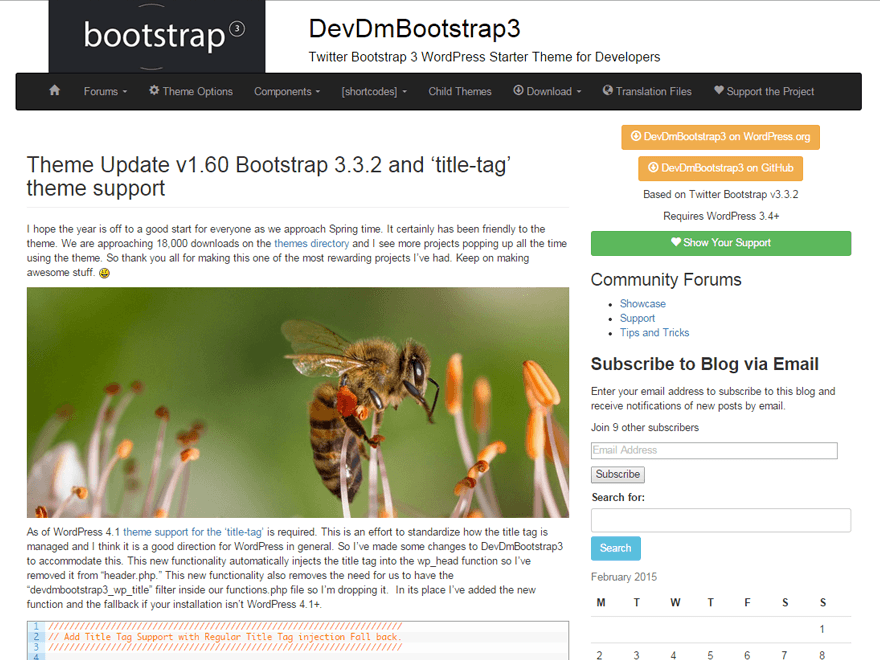 bootstrap 3
DevDmBootstrap3
Twitter Bootstrap 3 WordPress Starter Theme for Developers
Forums Theme Options Components [shortcodes] Child Themes Download Translation Files Support the Project
Theme Update v1.60 Bootstrap 3.3.2 and ‘title-tag’
theme support
I hope the year is off to a good start for everyone as we approach Spring time. It certainly has been friendly to the
theme. We are approaching 18,000 downloads on the themes directory and I see more projects popping up all the time
using the theme. So thank you all for making this one of the most rewarding projects I’ve had. Keep on making
awesome stuff.
As of WordPress 4.1 theme support for the ‘title-tag’ is required. This is an effort to standardize how the title tag is
managed and I think it is a good direction for WordPress in general. So I’ve made some changes to DevDmBootstrap3
to accommodate this. This new functionality automatically injects the title tag into the wp_head function so I’ve
removed it from “header.php.” This new functionality also removes the need for us to have the
“devdmbootstrap3_wp_title” filter inside our functions.php file so I’m dropping it.  In its place I’ve added the new
function and the fallback if your installation isn’t WordPress 4.1+.
1 ////////////////////////////////////////////////////////////////////
2 // Add Title Tag Support with Regular Title Tag injection Fall back.
3 ////////////////////////////////////////////////////////////////////
4
DevDmBootstrap3 on WordPress.org
DevDmBootstrap3 on GitHub
Based on Twitter Bootstrap v3.3.2
Requires WordPress 3.4+
Show Your Support
Community Forums
Showcase
Support
Tips and Tricks
Subscribe to Blog via Email
Enter your email address to subscribe to this blog and
receive notifications of new posts by email.
Join 9 other subscribers
Email Address
Subscribe
Search for:
Search
February 2015
M T W T F S S
1
2 3 4 5 6 7 8